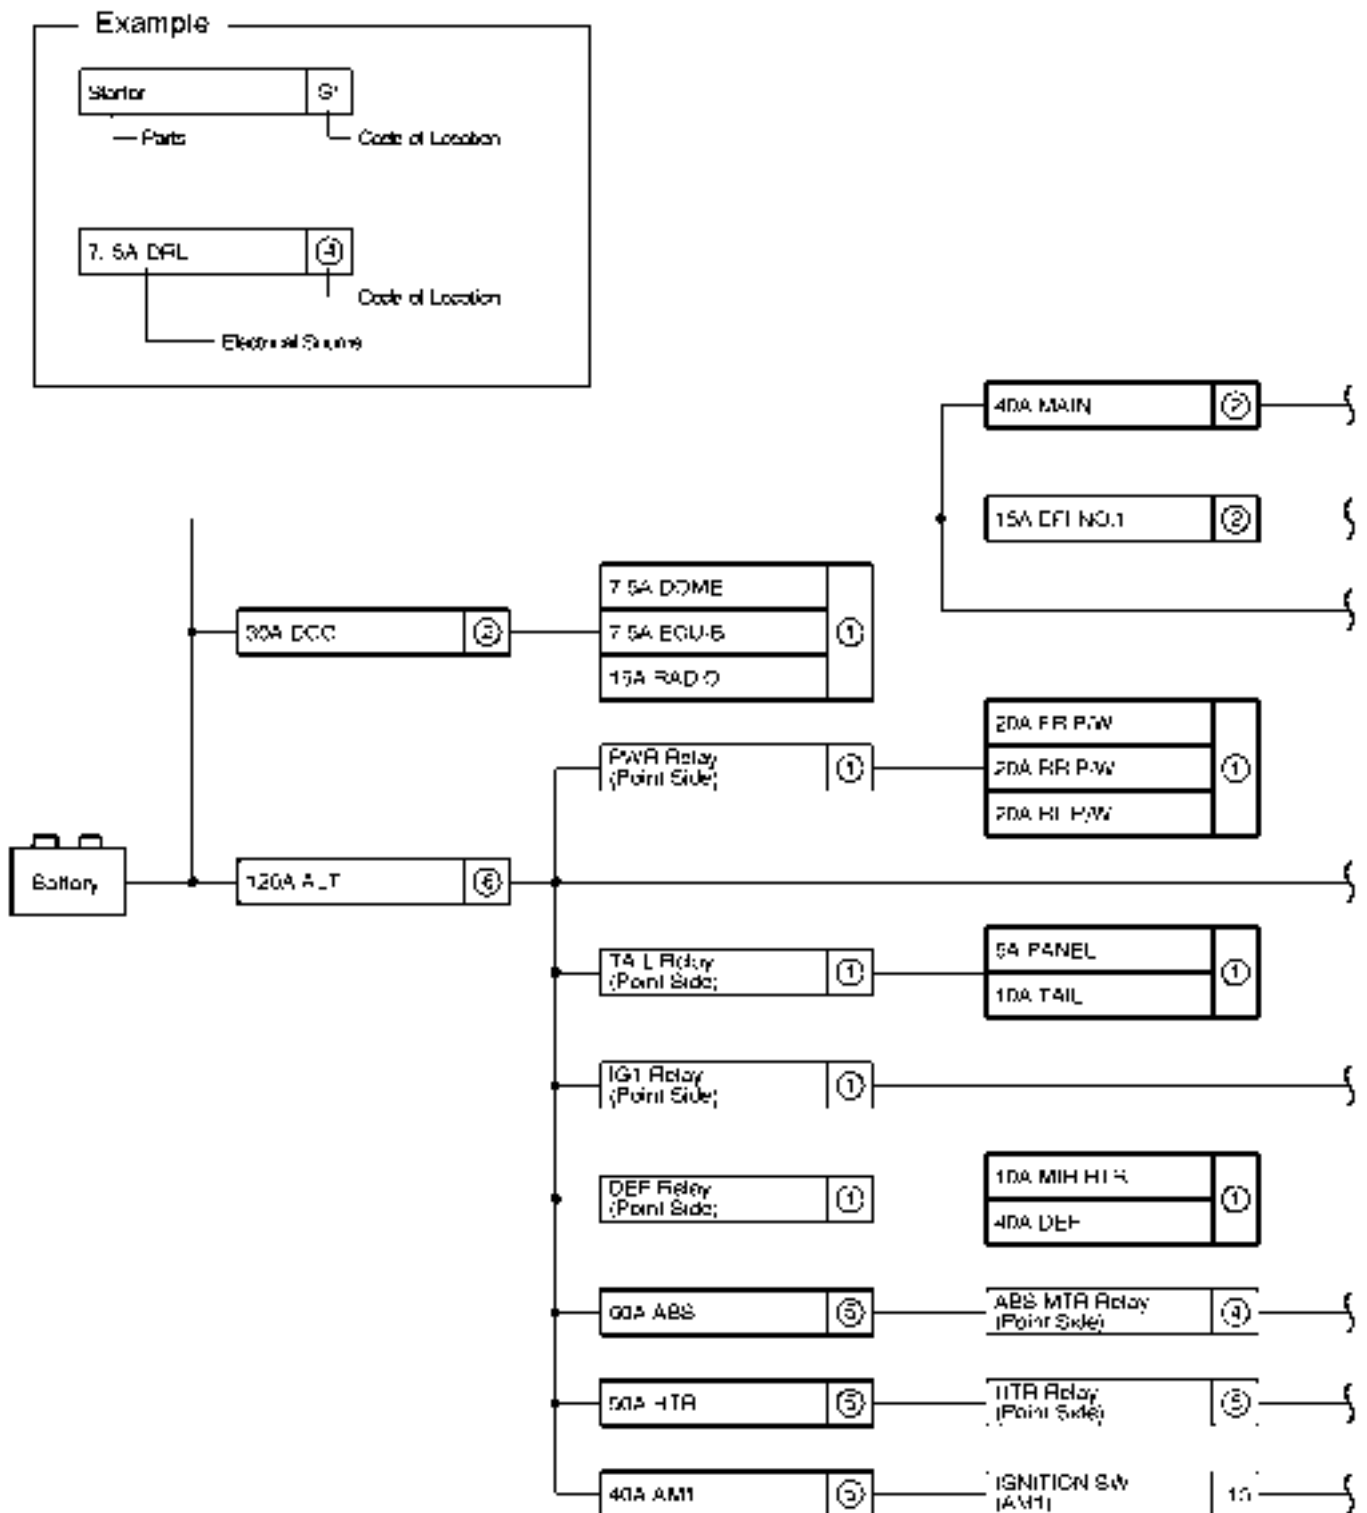 Example
Starter
Parts
Code of Location
7. 5A DRL
4
Code of Location
Electrical Source
40A MAIN
2
15A EFI NO.1
2
7.5A DOME
30A DCC
2
7.5A ECU-B
1
15A RADIO
20A FR P/W
PWR Relay
(Point Side)
1
20A RR P/W
1
20A RL P/W
Battery
120A ALT
6
5A PANEL
TAIL Relay
(Point Side)
1
1
10A TAIL
IG1 Relay
(Point Side)
1
10A MIR HTR
DEF Relay
(Point Side)
1
1
40A DEF
60A ABS
5
ABS MTR Relay
(Point Side)
4
50A HTR
5
HTR Relay
(Point Side)
40A AM1
5
IGNITION SW
(AM1)